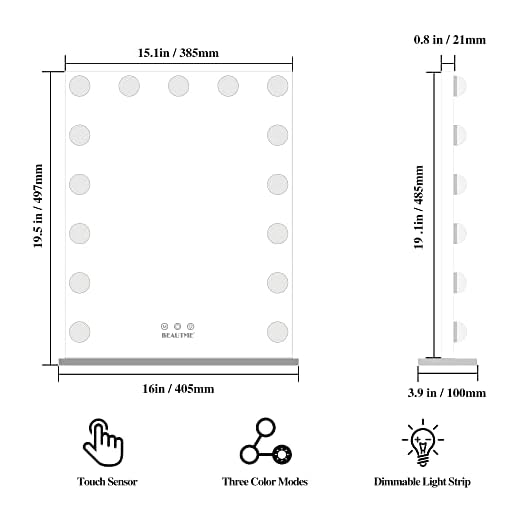 0.8 in / 21mm
15.1in / 385mm
19.5 in / 497mm
19 .1in / 485mm
BEAUTME
16in / 405mm
3.9 in / 100mm
Touch Sensor
Three Color Modes
Dimmable Light Strip